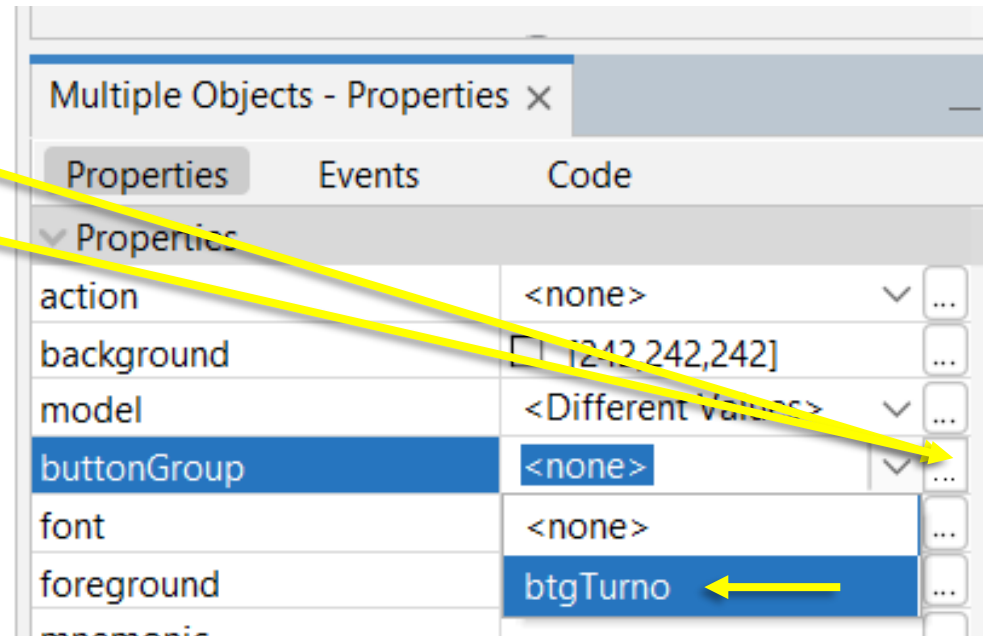 Multiple Objects - Properties ×
Properties Events Code
Properties
action <none> ...
background [242,242,242] ...
model <Different Values> ...
buttonGroup <none> ...
font <none> ...
foreground btgTurno ...
mnemonic